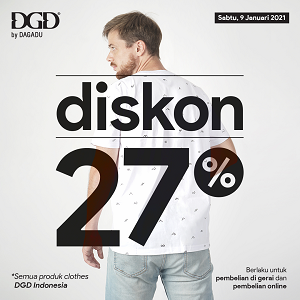 DGD®
by DAGADU
Sabtu, 9 Januari 2021
diskon
27%
*Semua produk clothes
DGD Indonesia
Berlaku untuk
pembelian di gerai dan
pembelian online